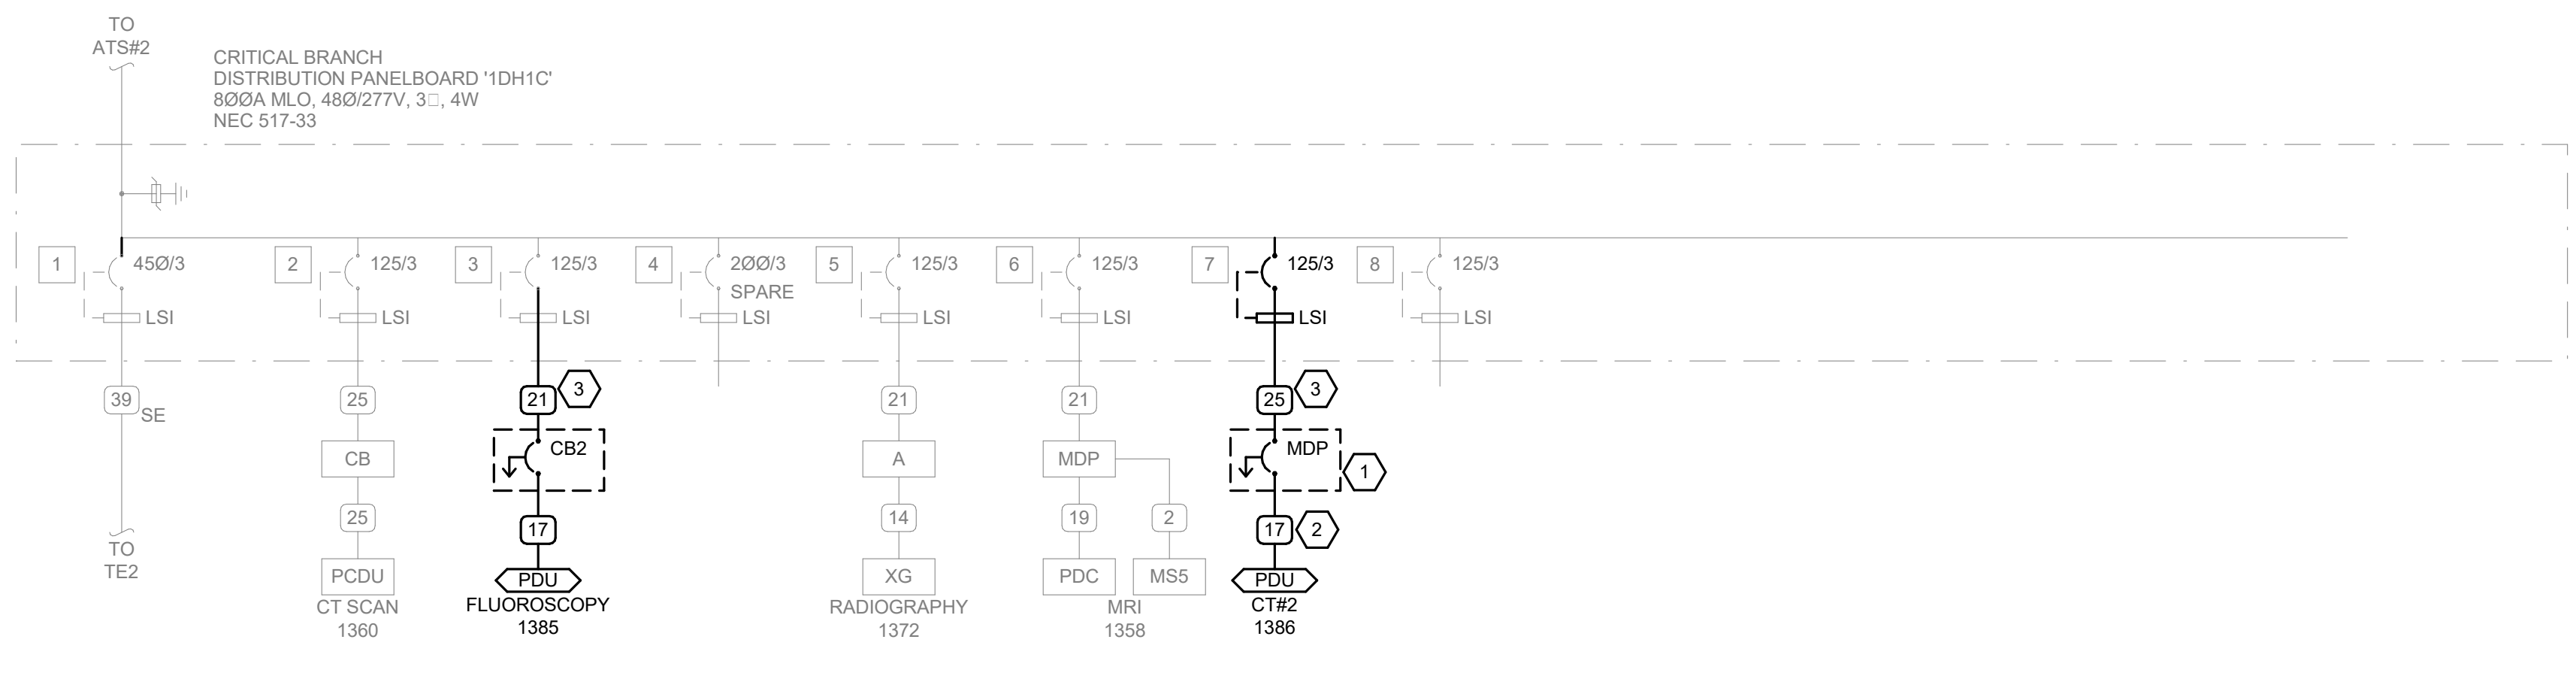 TO
ATS#2
CRITICAL BRANCH
DISTRIBUTION PANELBOARD '1DH1C'
8ØØA MLO, 48Ø/277V, 3□, 4W
NEC 517-33
1 45Ø/3 2 125/3 3 125/3 4 2ØØ/3 5 125/3 6 125/3 7 125/3 8 125/3
SPARE
LSI LSI LSI LSI LSI LSI LSI LSI
39 SE 25 21 3 21 21 25 3
CB CB2 A MDP MDP 1
25 17 14 19 2 17 2
TO
TE2
PCDU PDU XG PDC MS5 PDU
CT SCAN FLUOROSCOPY RADIOGRAPHY MRI CT#2
1360 1385 1372 1358 1386